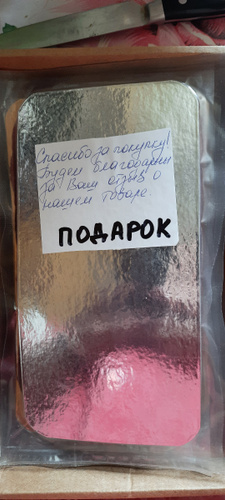 Спасибо за покупку!
Будем благодарны
за Ваш отзыв о
нашем товаре
ПОДАРОК